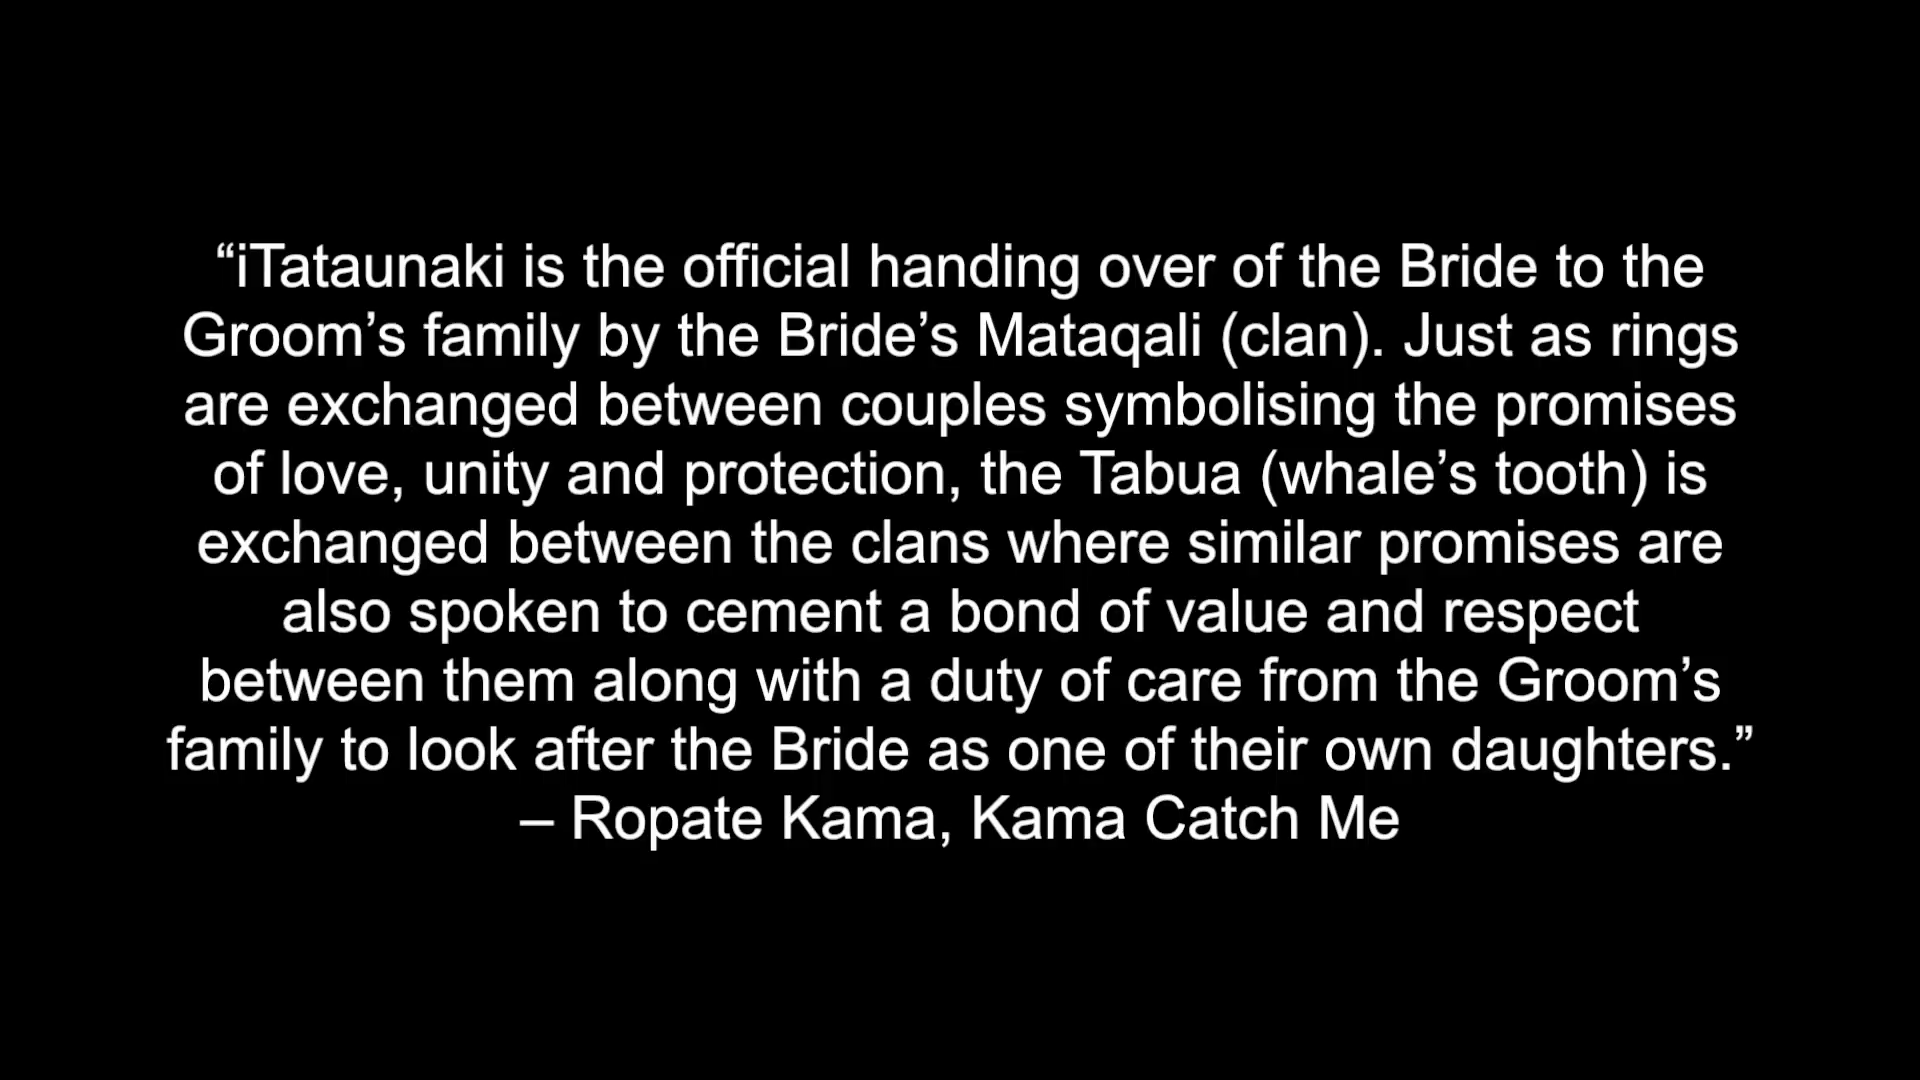 “iTataunaki is the official handing over of the Bride to the
Groom’s family by the Bride’s Mataqali (clan). Just as rings
are exchanged between couples symbolising the promises
of love, unity and protection, the Tabua (whale’s tooth) is
exchanged between the clans where similar promises are
also spoken to cement a bond of value and respect
between them along with a duty of care from the Groom’s
family to look after the Bride as one of their own daughters.”
– Ropate Kama, Kama Catch Me